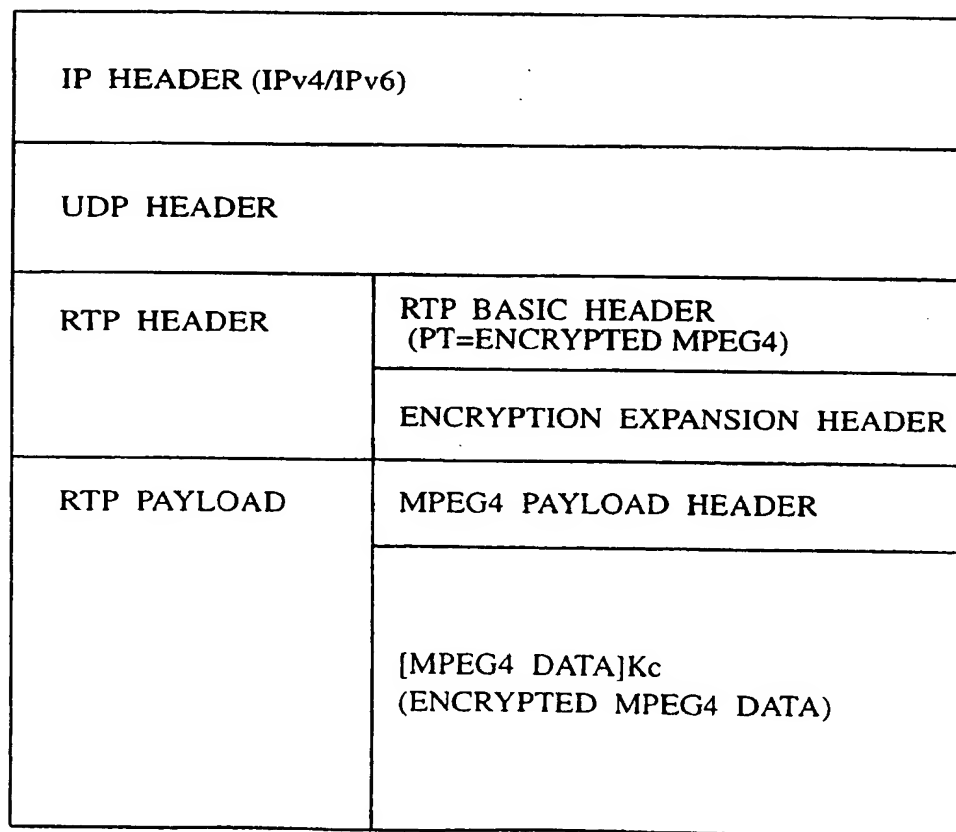 IP HEADER (IPv4/IPv6)
UDP HEADER
RTP HEADER
RTP BASIC HEADER
(PT=ENCRYPTED MPEG4)
ENCRYPTION EXPANSION HEADER
RTP PAYLOAD
MPEG4 PAYLOAD HEADER
[MPEG4 DATA]Kc
(ENCRYPTED MPEG4 DATA)